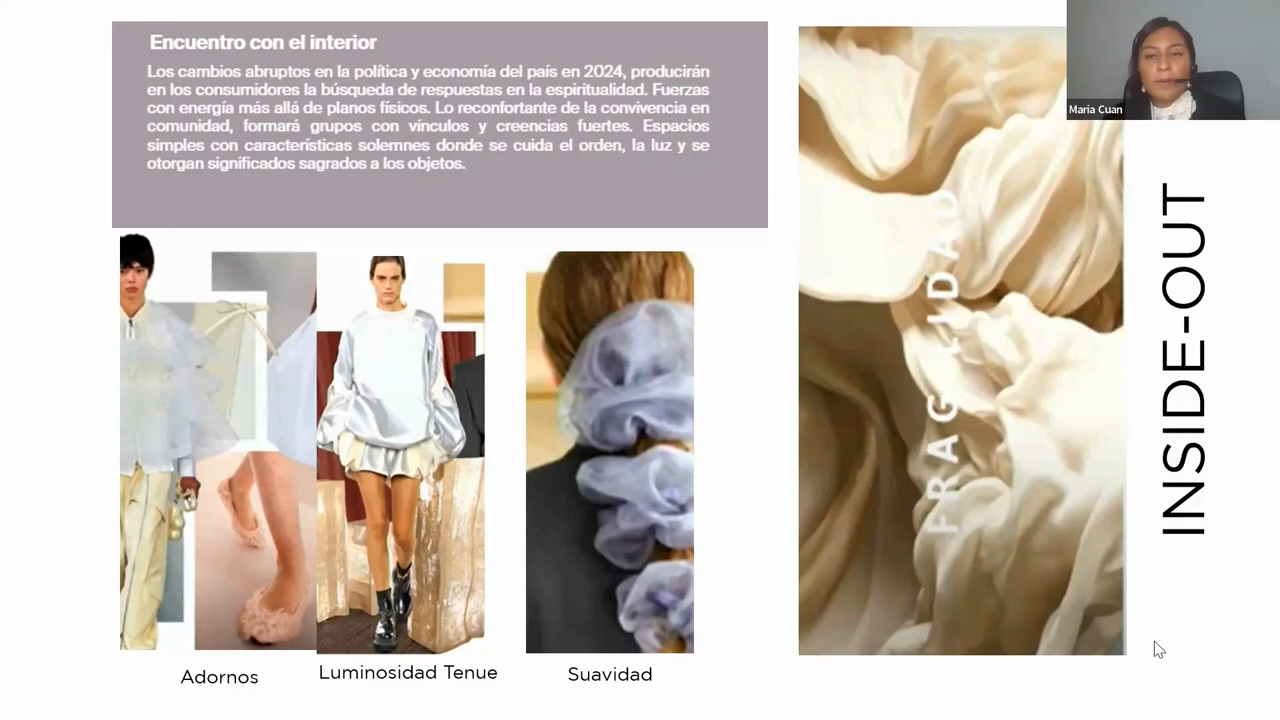 Encuentro con el interior
Los cambios abruptos en la política y economía del país en 2024, producirán
en los consumidores la búsqueda de respuestas en la espiritualidad. Fuerzas
con energía más allá de planos físicos. Lo reconfortante de la convivencia en
comunidad, formará grupos con vínculos y creencias fuertes. Espacios
simples con características solemnes donde se cuida el orden, la luz y se
otorgan significados sagrados a los objetos.
Adornos
Luminosidad Tenue
Suavidad
FRAGILIDAD
INSIDE-OUT
Maria Cuan